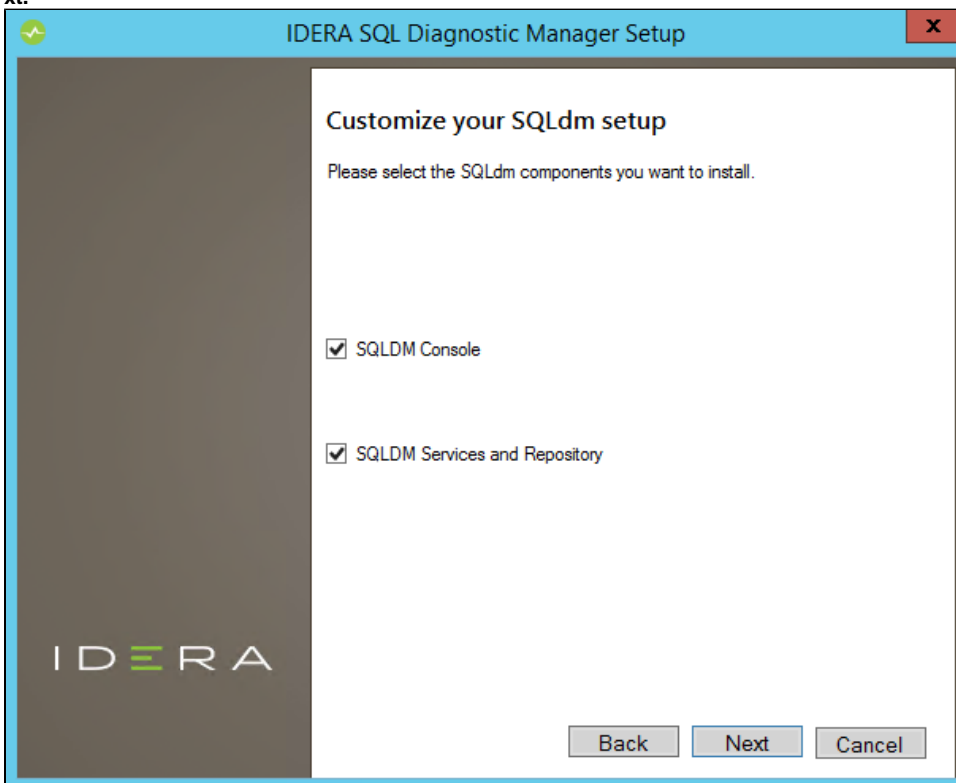 xt.
IDERA SQL Diagnostic Manager Setup
x
Customize your SQLdm setup
Please select the SQLdm components you want to install.
SQLDM Console
SQLDM Services and Repository
IDERA
Back Next Cancel